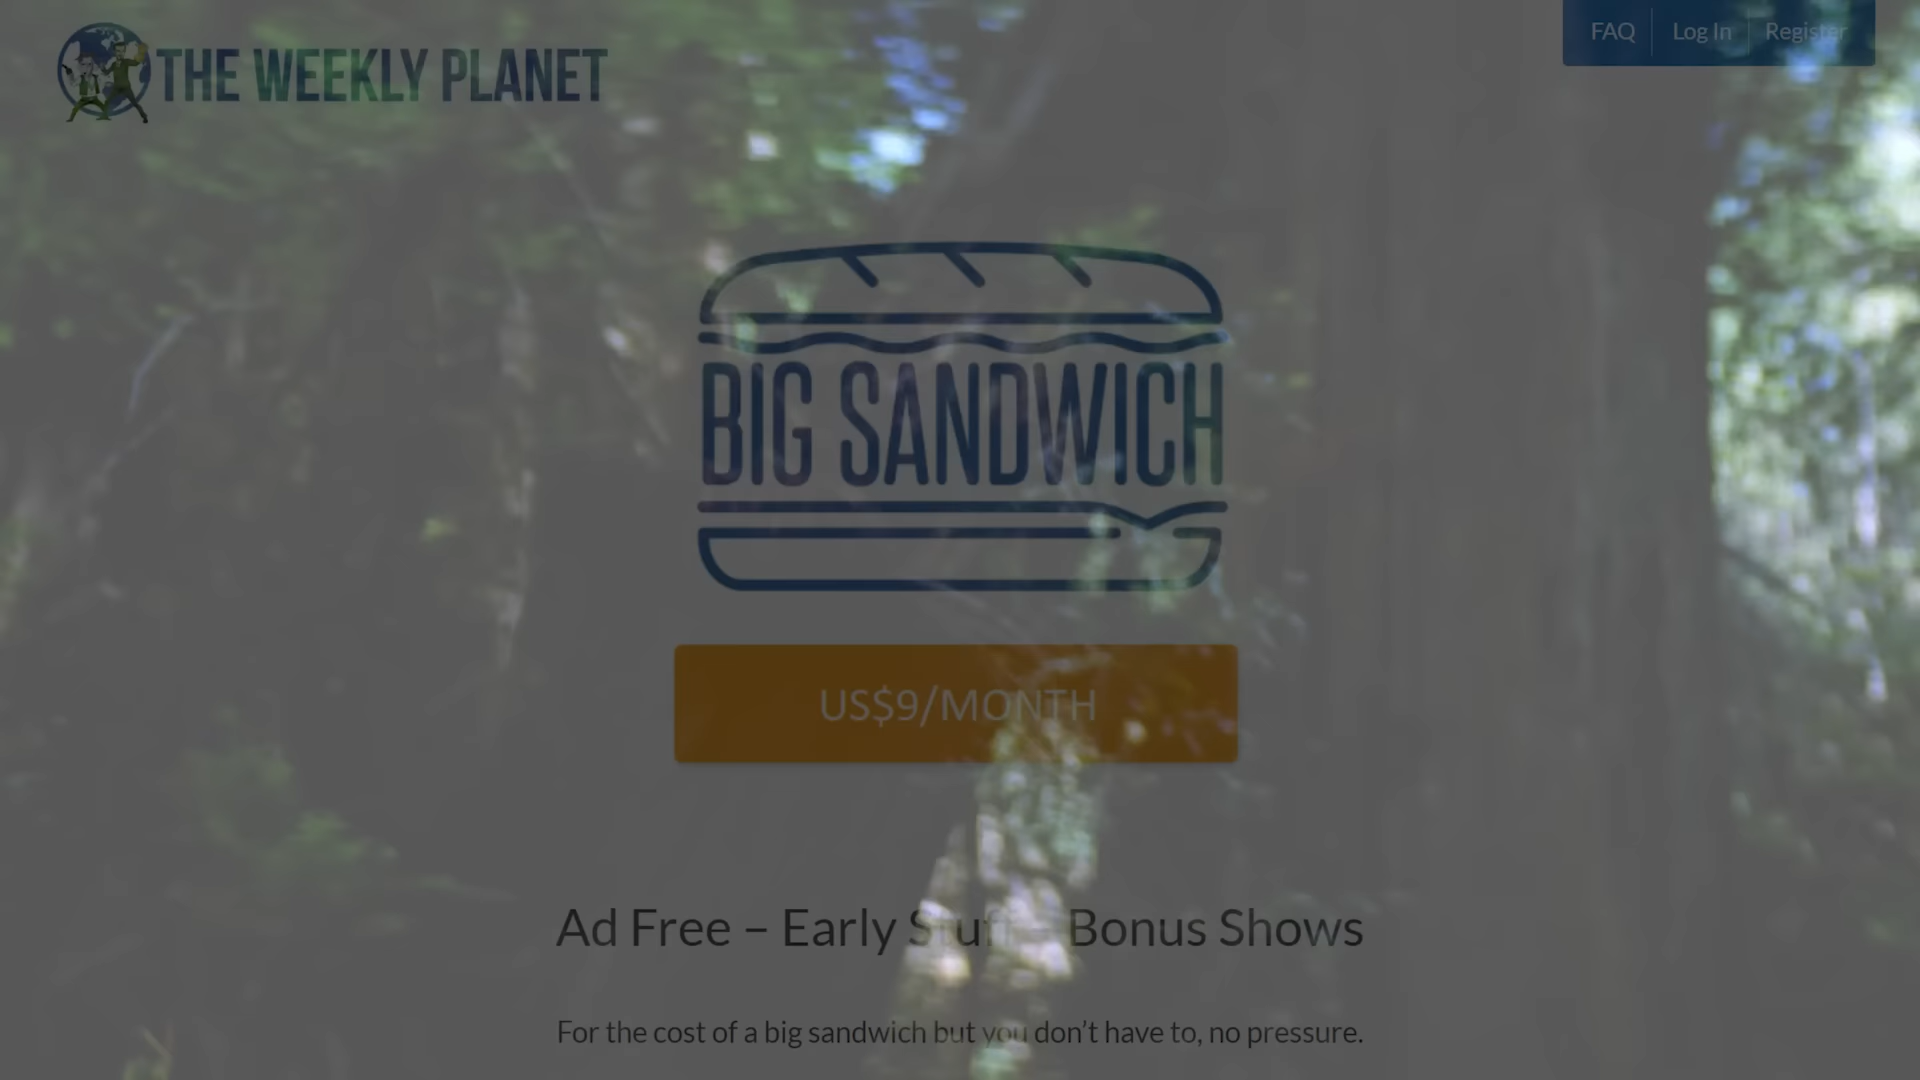 THE WEEKLY PLANET
FAQ
Log In
Register
BIG SANDWICH
US$9/MONTH
Ad Free – Early Stuff – Bonus Shows
For the cost of a big sandwich but you don’t have to, no pressure.